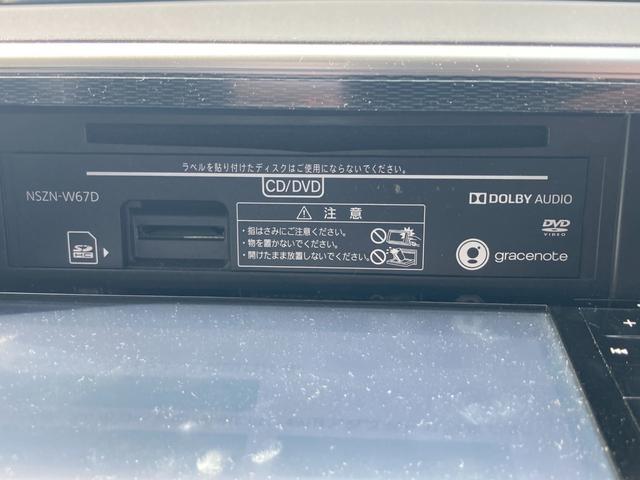 ラベルを貼り付けたディスクはご使用にならないでください。
CD/DVD
NSZN-W67D
DOLBY AUDIO
注 意
・指はさみにご注意ください。
・物を置かないでください。
・開けたまま放置しないでください。
SD
HC
DVD
VIDEO
gracenote